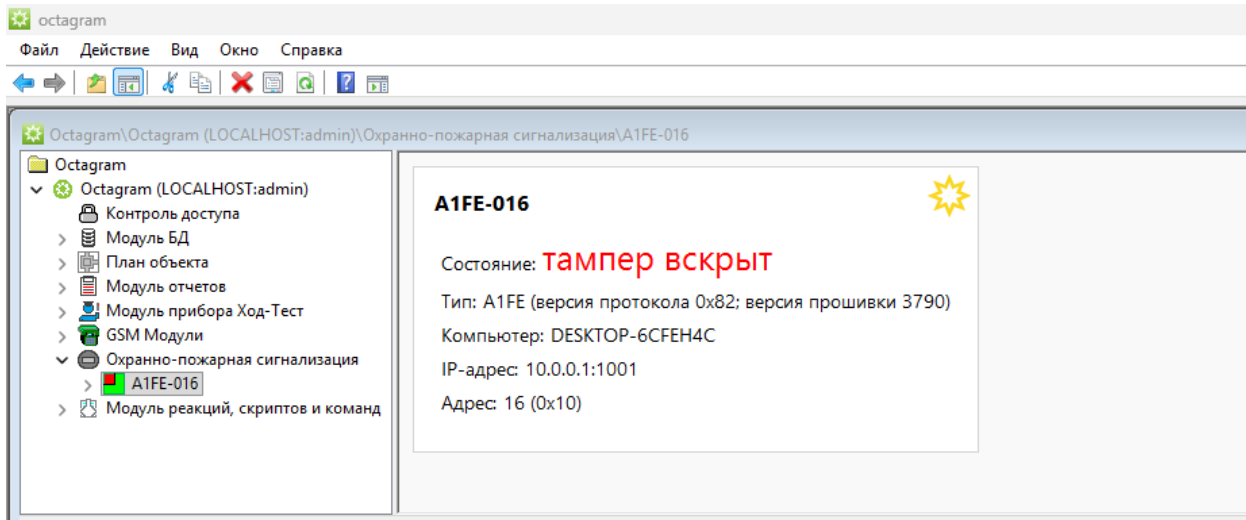 octagram
Файл Действие Вид Окно Справка
Octagram\Octagram (LOCALHOST:admin)\Охранно-пожарная сигнализация\A1FE-016
Octagram
Octagram (LOCALHOST:admin)
Контроль доступа
Модуль БД
План объекта
Модуль отчетов
Модуль прибора Ход-Тест
GSM Модули
Охранно-пожарная сигнализация
A1FE-016
Модуль реакций, скриптов и команд
A1FE-016
Состояние: тампер вскрыт
Тип: A1FE (версия протокола 0x82; версия прошивки 3790)
Компьютер: DESKTOP-6CFEH4C
IP-адрес: 10.0.0.1:1001
Адрес: 16 (0x10)